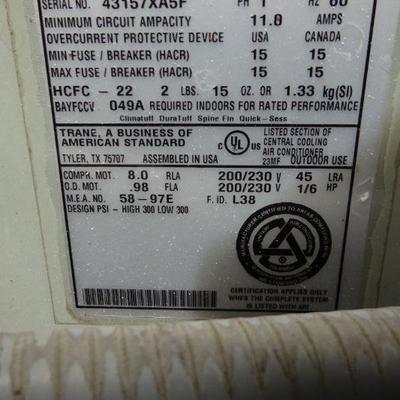 SERIAL NO. 43157XA5F PH 1 HZ 60
MINIMUM CIRCUIT AMPACITY 11.0 AMPS
OVERCURRENT PROTECTIVE DEVICE USA CANADA
MIN FUSE / BREAKER (HACR) 15 15
MAX FUSE / BREAKER (HACR) 15 15
HCFC - 22 2 LBS. 15 OZ. OR 1.33 kg(SI)
BAYFCCV 049A REQUIRED INDOORS FOR RATED PERFORMANCE
Climatuff DuraTuff Spine Fin Quick-Sess
TRANE, A BUSINESS OF
AMERICAN STANDARD
TYLER, TX 75707 ASSEMBLED IN USA
C UL US
LISTED SECTION OF
CENTRAL COOLING
AIR CONDITIONER
23MF OUTDOOR USE
COMPR. MOT. 8.0 RLA 200/230 V 45 LRA
O.D. MOT. .98 FLA 200/230 V 1/6 HP
M.E.A. NO. 58-97E F. ID. L38
DESIGN PSI - HIGH 300 LOW 300
CERTIFICATION APPLIES ONLY
WHEN THE COMPLETE SYSTEM
IS LISTED WITH ARI